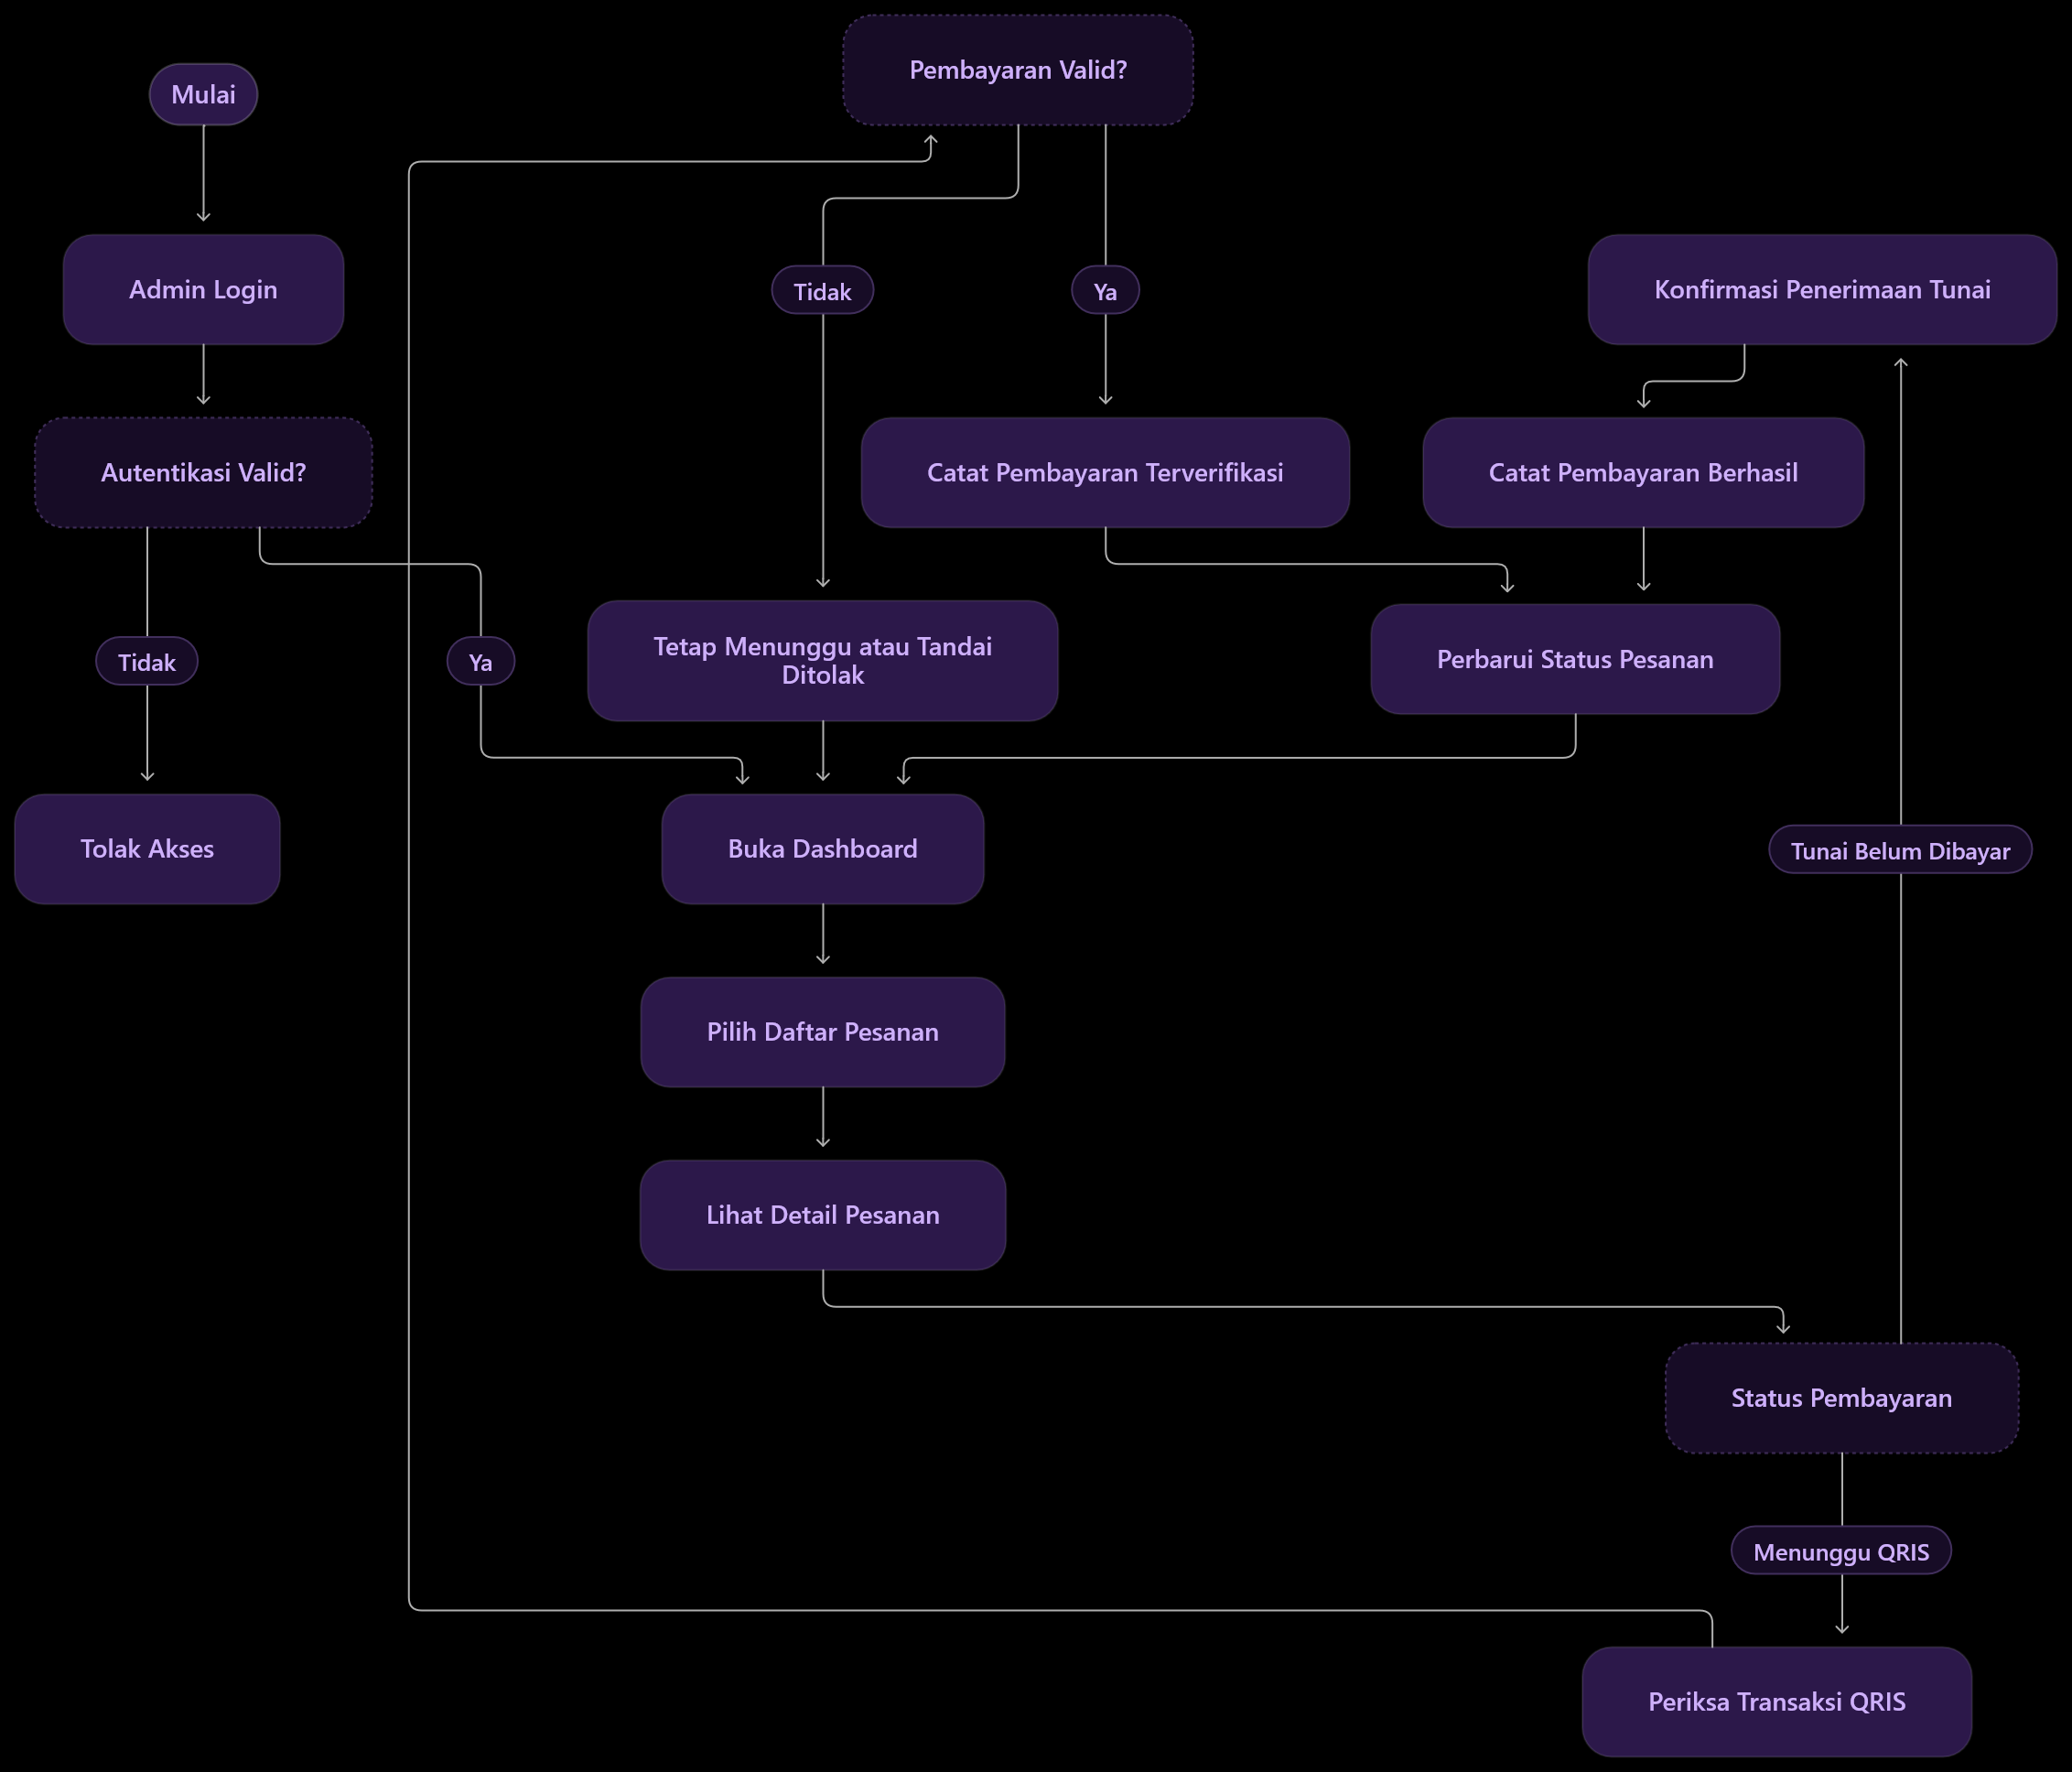 Pembayaran Valid?
Mulai
Admin Login
Tidak
Ya
Konfirmasi Penerimaan Tunai
Autentikasi Valid?
Catat Pembayaran Terverifikasi
Catat Pembayaran Berhasil
Tidak
Ya
Tetap Menunggu atau Tandai
Ditolak
Perbarui Status Pesanan
Tolak Akses
Buka Dashboard
Tunai Belum Dibayar
Pilih Daftar Pesanan
Lihat Detail Pesanan
Status Pembayaran
Menunggu QRIS
Periksa Transaksi QRIS